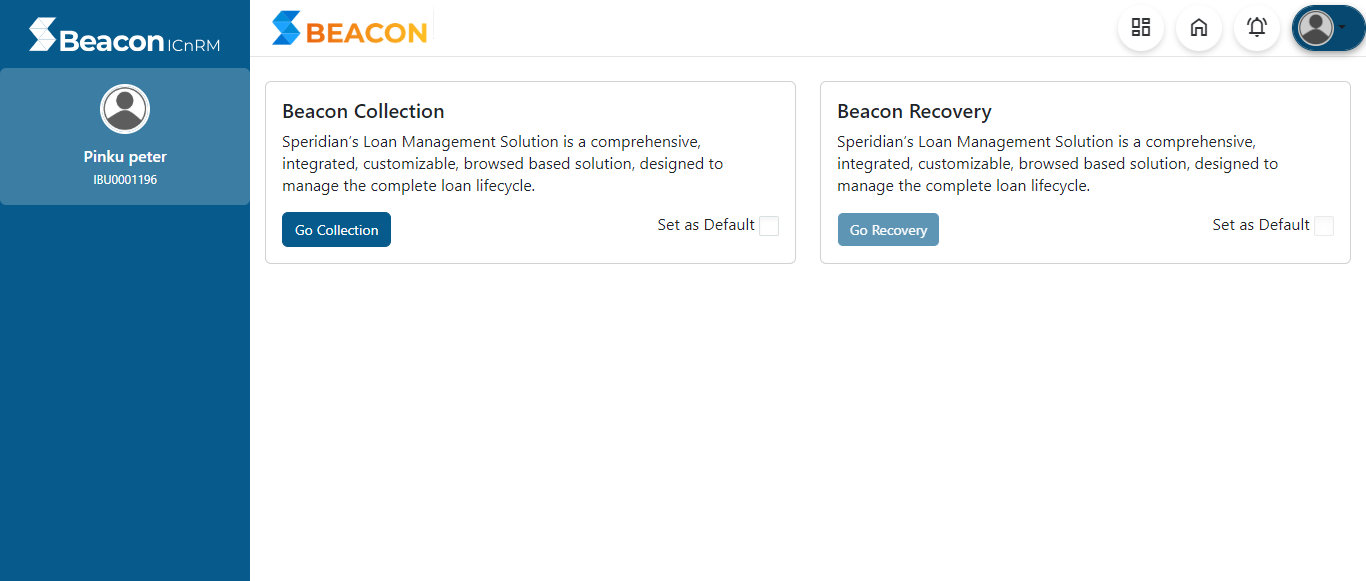 Beacon ICnRM
BEACON
Pinku peter
IBU0001196
Beacon Collection
Speridian’s Loan Management Solution is a comprehensive,
integrated, customizable, browsed based solution, designed to
manage the complete loan lifecycle.
Go Collection
Set as Default
Beacon Recovery
Speridian’s Loan Management Solution is a comprehensive,
integrated, customizable, browsed based solution, designed to
manage the complete loan lifecycle.
Go Recovery
Set as Default